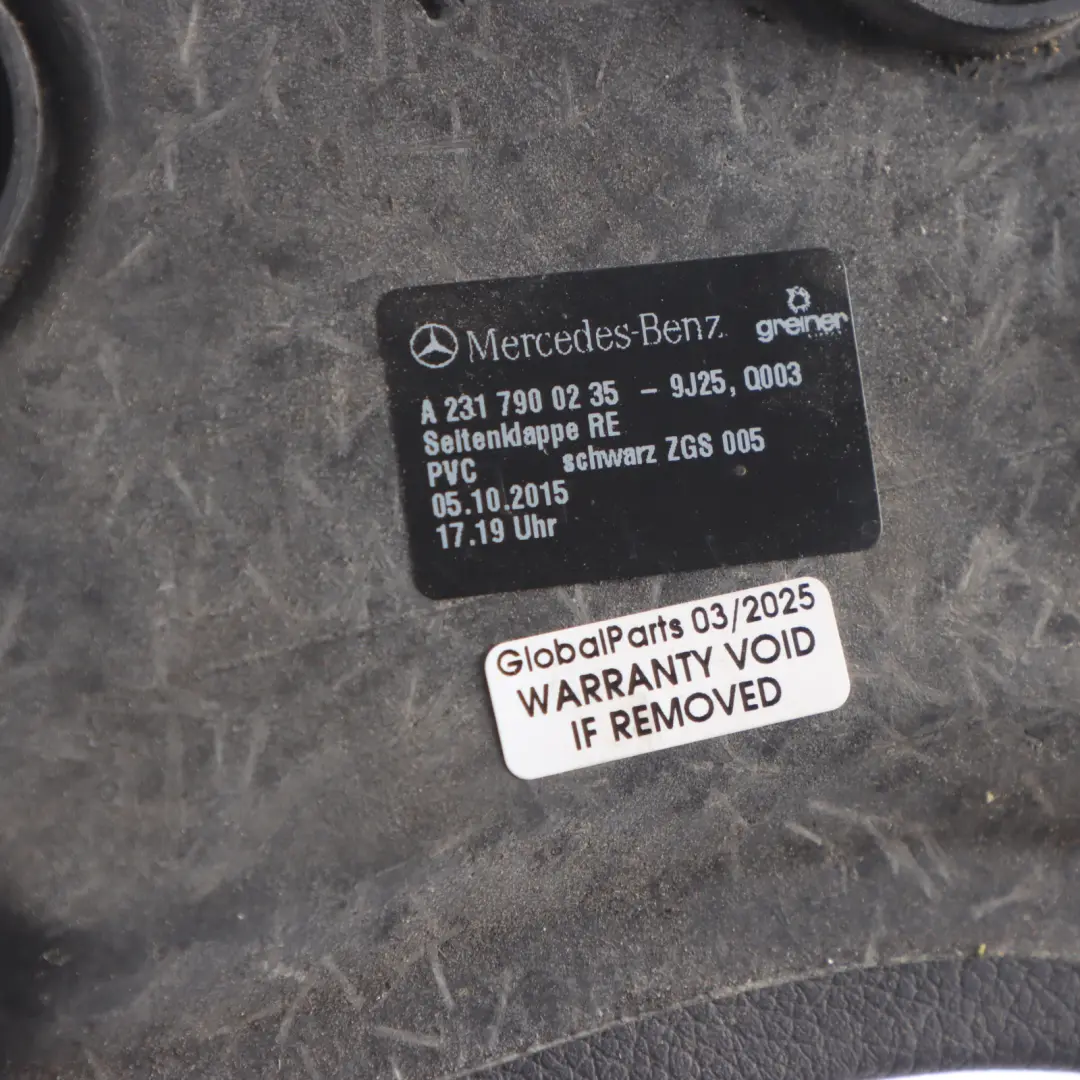 Mercedes-Benz greiner
A 231 790 02 35 - 9J25, Q003
Seitenklappe RE
PVC schwarz ZGS 005
05.10.2015
17.19 Uhr
GlobalParts 03/2025
WARRANTY VOID
IF REMOVED